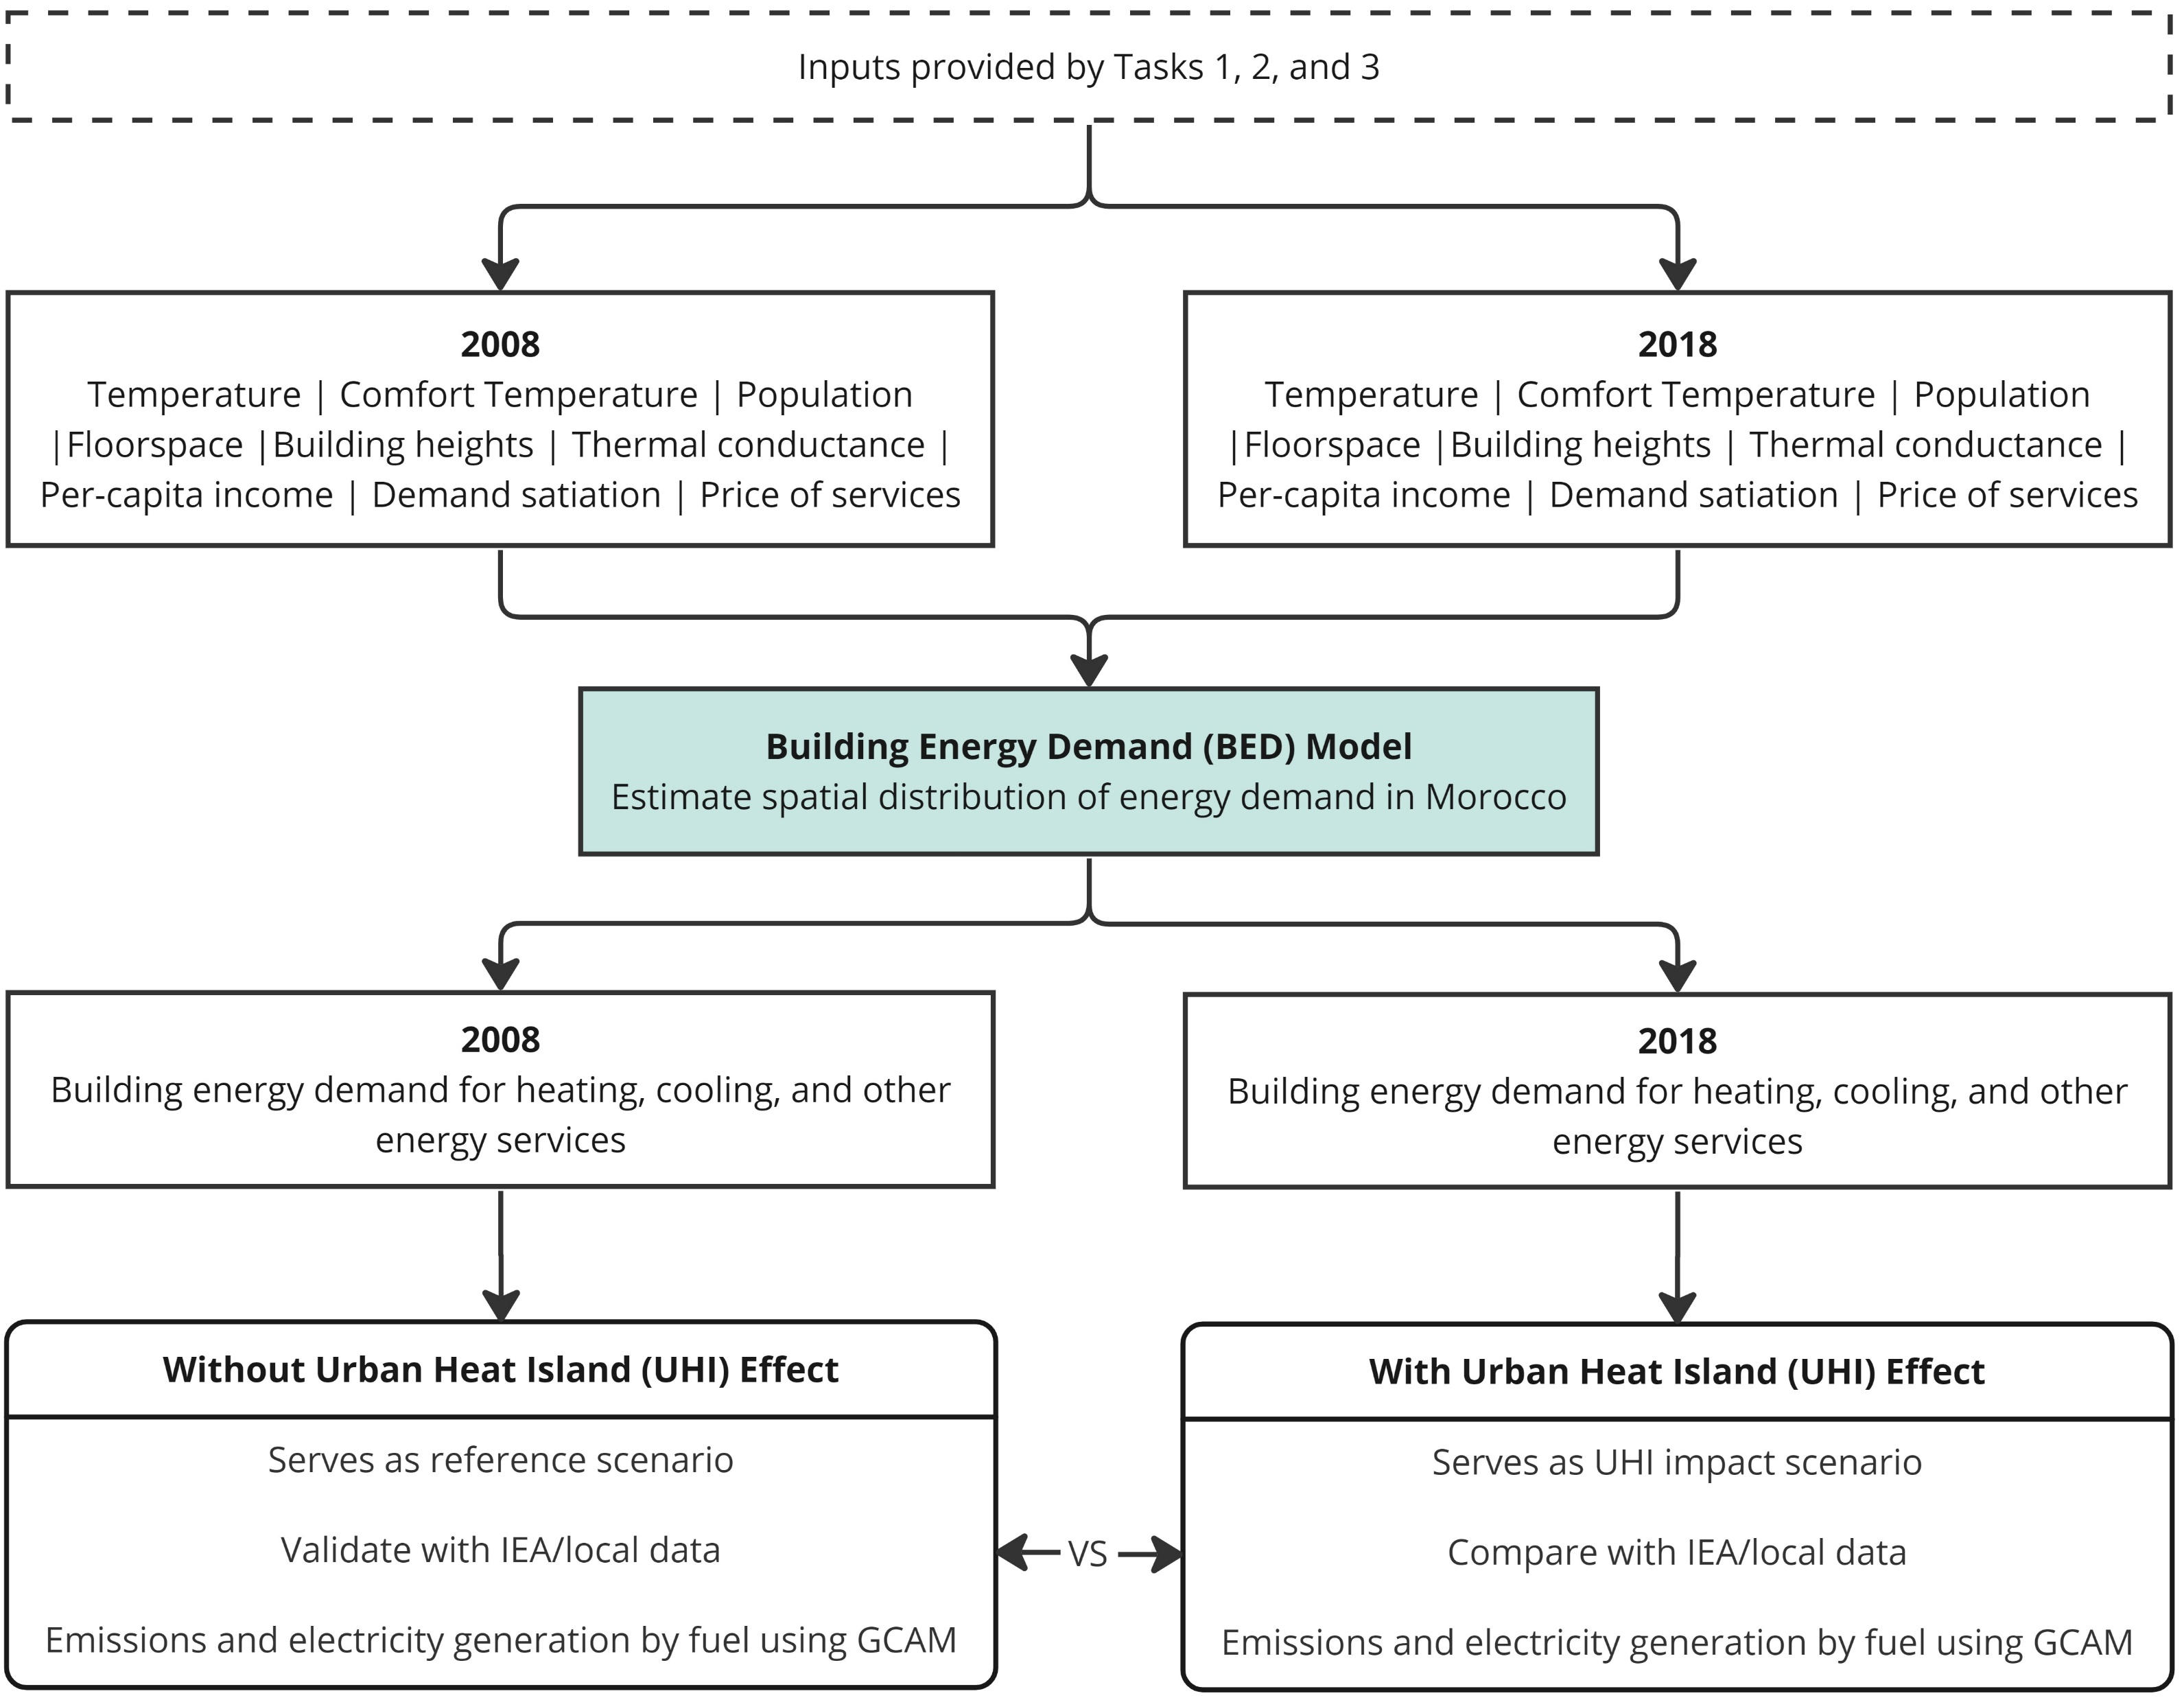 Inputs provided by Tasks 1, 2, and 3
2008
Temperature | Comfort Temperature | Population
|Floorspace |Building heights | Thermal conductance |
Per-capita income | Demand satiation | Price of services
2018
Temperature | Comfort Temperature | Population
|Floorspace |Building heights | Thermal conductance |
Per-capita income | Demand satiation | Price of services
Building Energy Demand (BED) Model
Estimate spatial distribution of energy demand in Morocco
2008
Building energy demand for heating, cooling, and other
energy services
2018
Building energy demand for heating, cooling, and other
energy services
Without Urban Heat Island (UHI) Effect
Serves as reference scenario
Validate with IEA/local data
Emissions and electricity generation by fuel using GCAM
VS
With Urban Heat Island (UHI) Effect
Serves as UHI impact scenario
Compare with IEA/local data
Emissions and electricity generation by fuel using GCAM